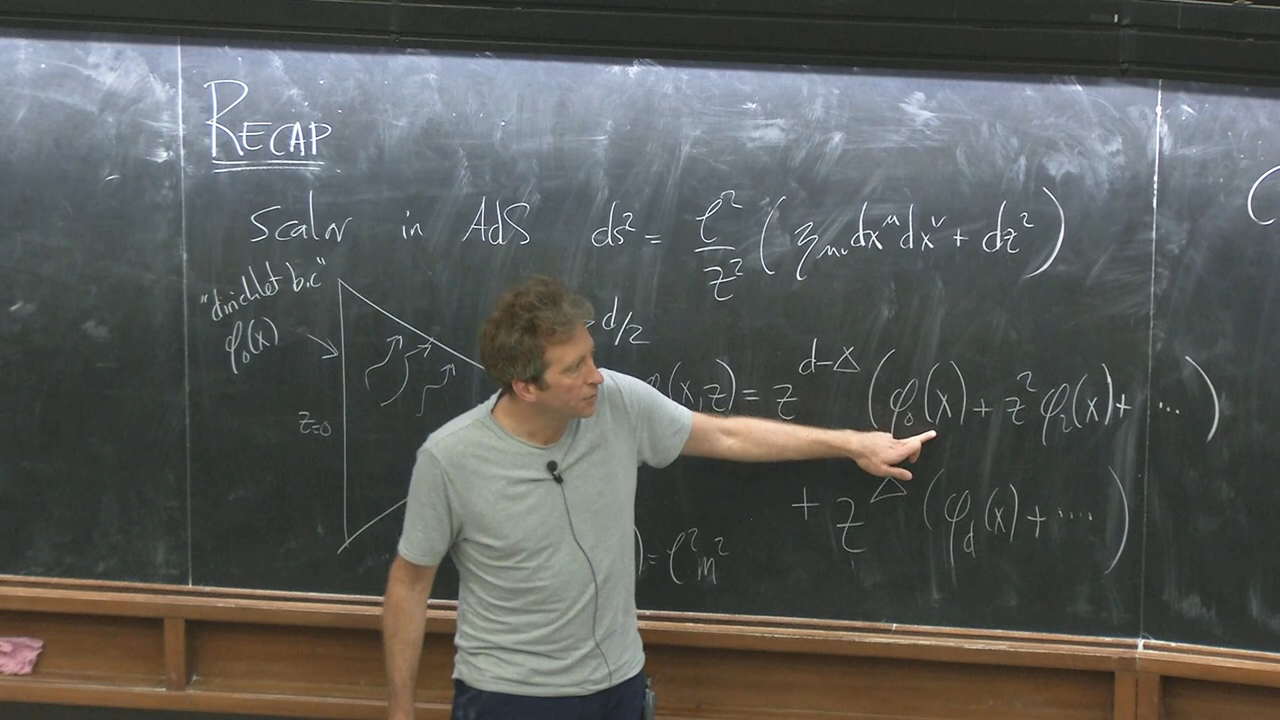 RECAP
Scalar in AdS ds² = ℓ²/z² (ημν dx^μ dx^ν + dz²)
"dirichlet b.c"
φ₀(x)
d/2
(x,z) = z^{d-Δ} (φ₀(x) + z² φ₂(x) + ... )
z=0
+ z^Δ (φ_d(x) + .... )
) = ℓ²m²
(